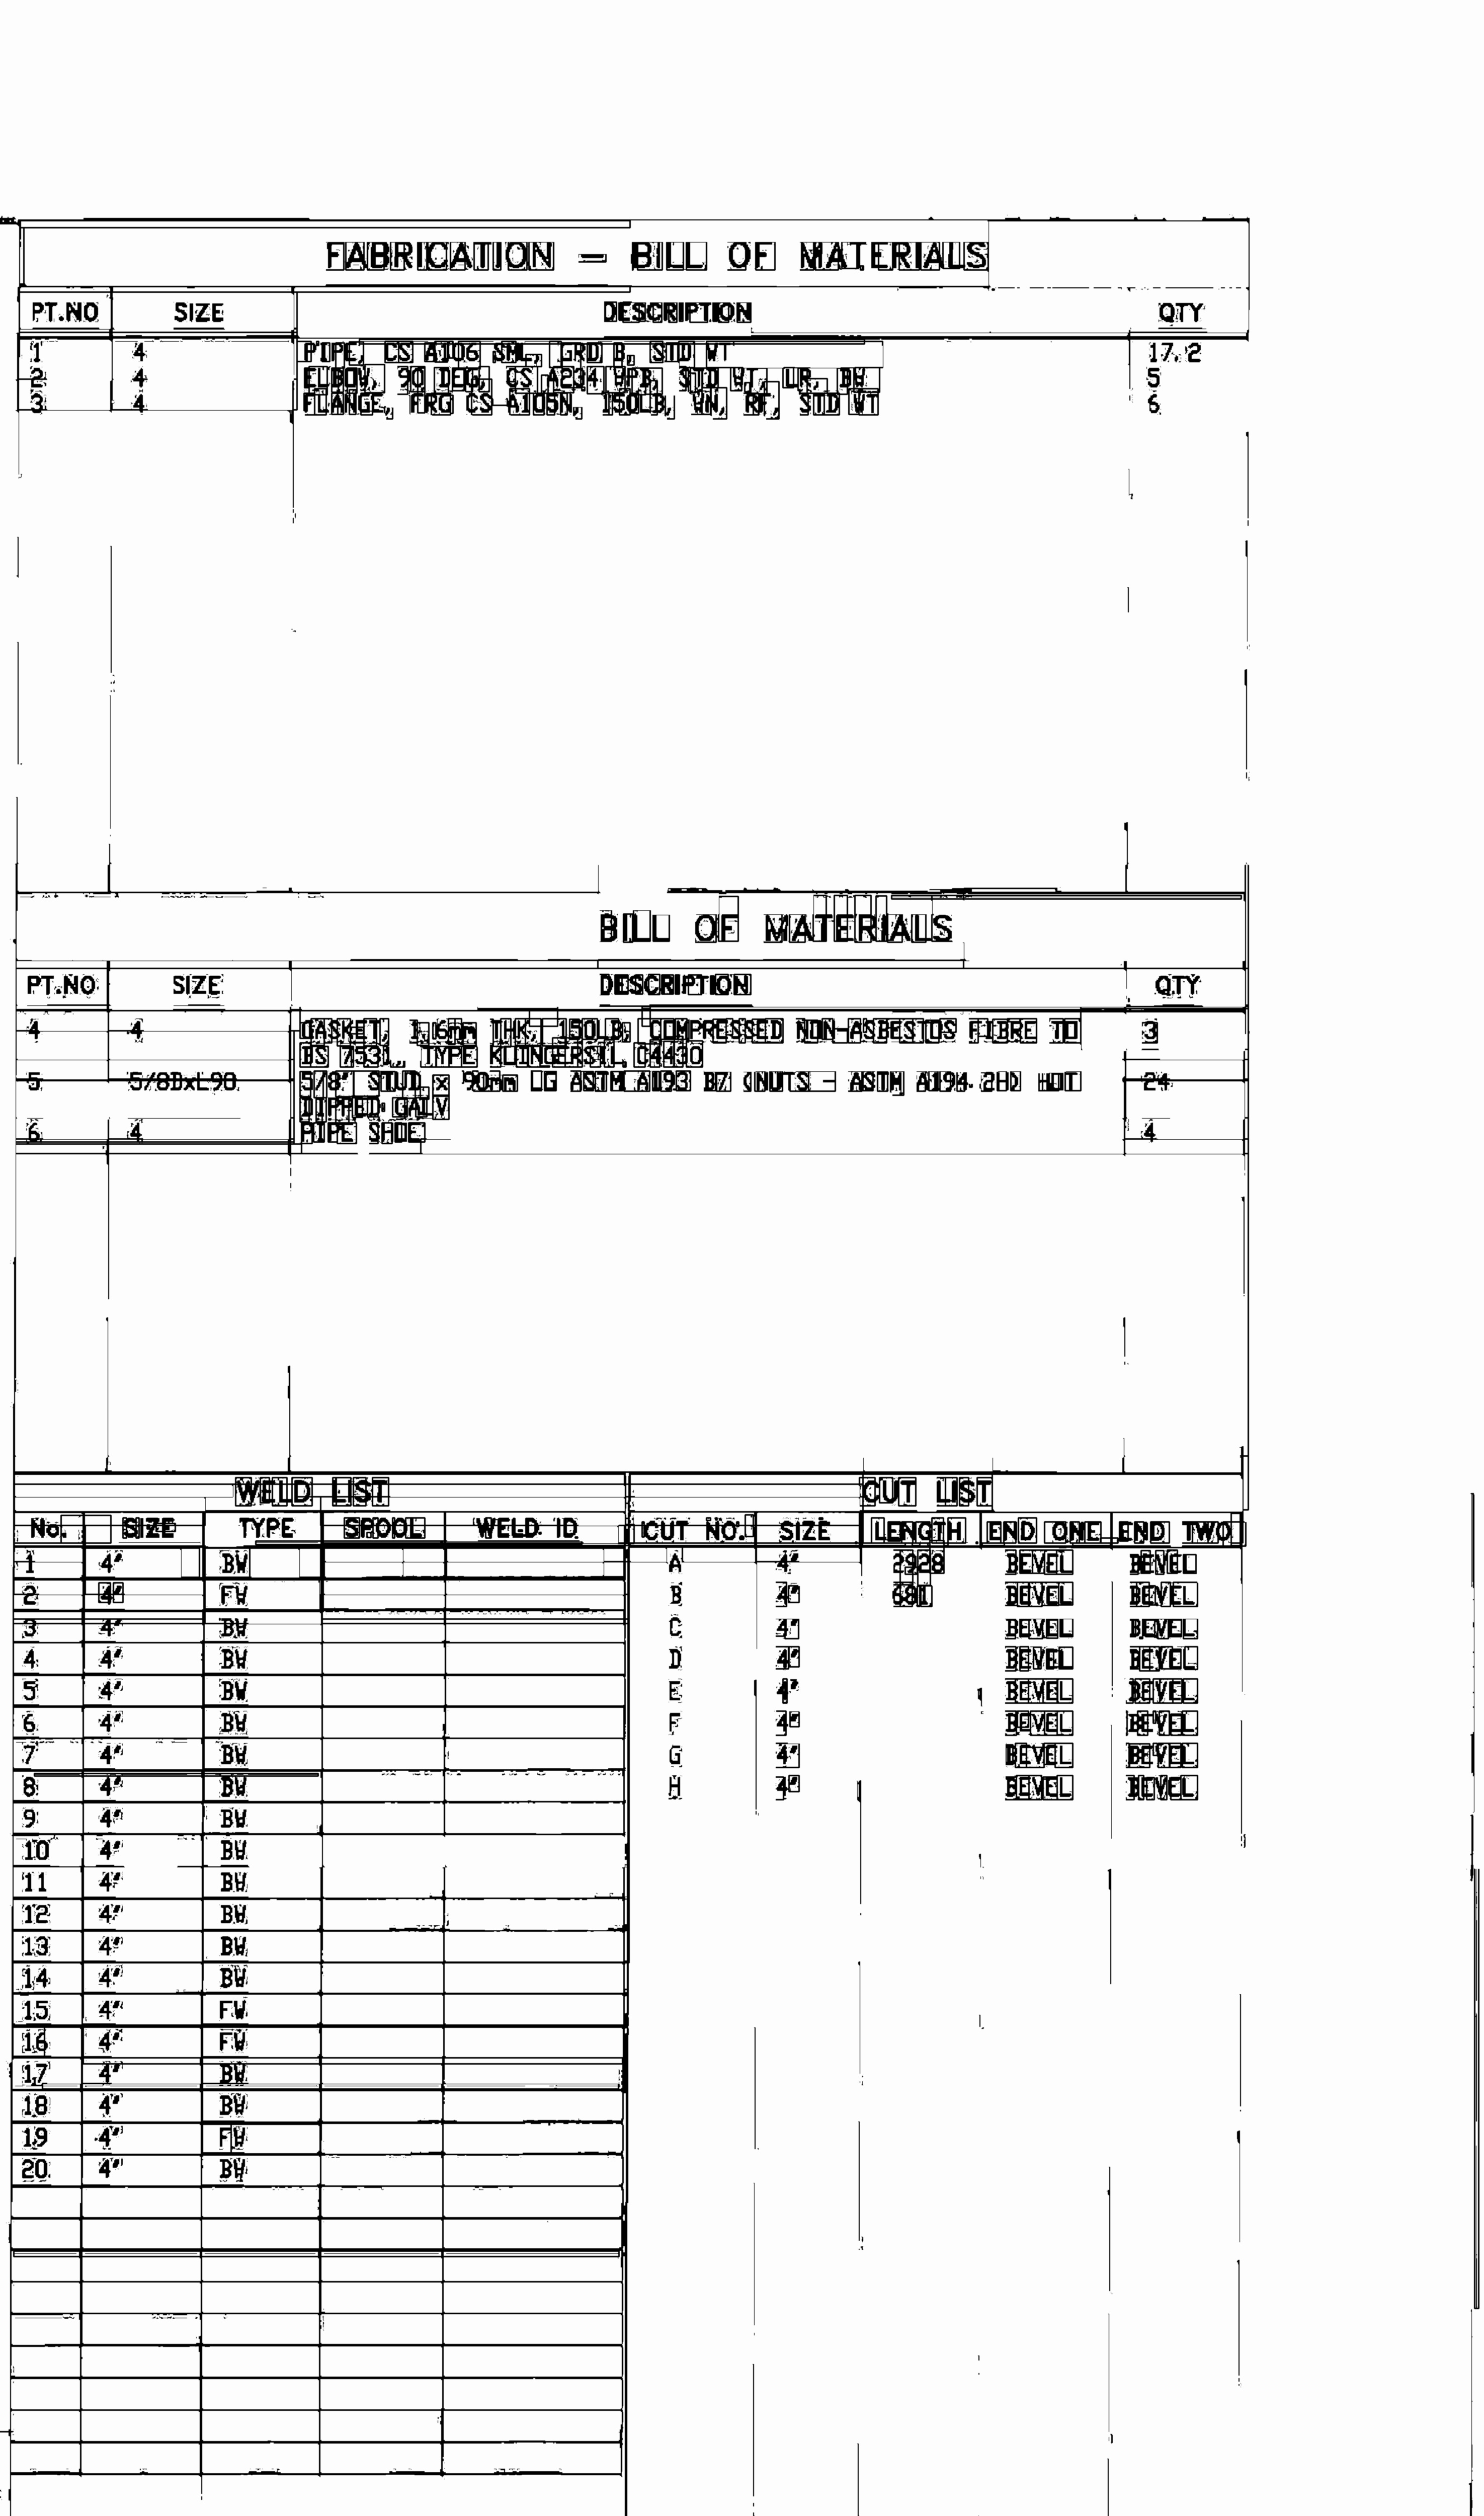 FABRICATION — BILL OF MATERIALS
PT.NO SIZE DESCRIPTION QTY
1 4 PIPE, CS A106 SML, GRD B, STD WT 17.2
2 4 ELBOW, 90 DEG, CS A234 WPB, STD WT, LR, BW 5
3 4 FLANGE, FRG CS A105N, 150LB, WN, RF, STD WT 6
BILL OF MATERIALS
PT.NO SIZE DESCRIPTION QTY
4 4 GASKET, 1.6mm THK, 150LB, COMPRESSED NON-ASBESTOS FIBRE TO 3
BS 7531, TYPE KLINGERSIL C4430
5 5/8DxL90 5/8" STUD x 90mm LG ASTM A193 B7 (NUTS - ASTM A194.2H) HOT 24
DIPPED GALV
6 4 PIPE SHOE 4
WELD LIST CUT LIST
No. SIZE TYPE SPOOL WELD ID CUT NO. SIZE LENGTH END ONE END TWO
1 4" BW A 4" 2928 BEVEL BEVEL
2 4" FW B 4" BEVEL BEVEL
3 4" BW C 4" BEVEL BEVEL
4 4" BW D 4" BEVEL BEVEL
5 4" BW E 4" BEVEL BEVEL
6 4" BW F 4" BEVEL BEVEL
7 4" BW G 4" BEVEL BEVEL
8 4" BW H 4" BEVEL BEVEL
9 4" BW
10 4" BW
11 4" BW
12 4" BW
13 4" BW
14 4" BW
15 4" FW
16 4" FW
17 4" BW
18 4" BW
19 4" FW
20 4" BW